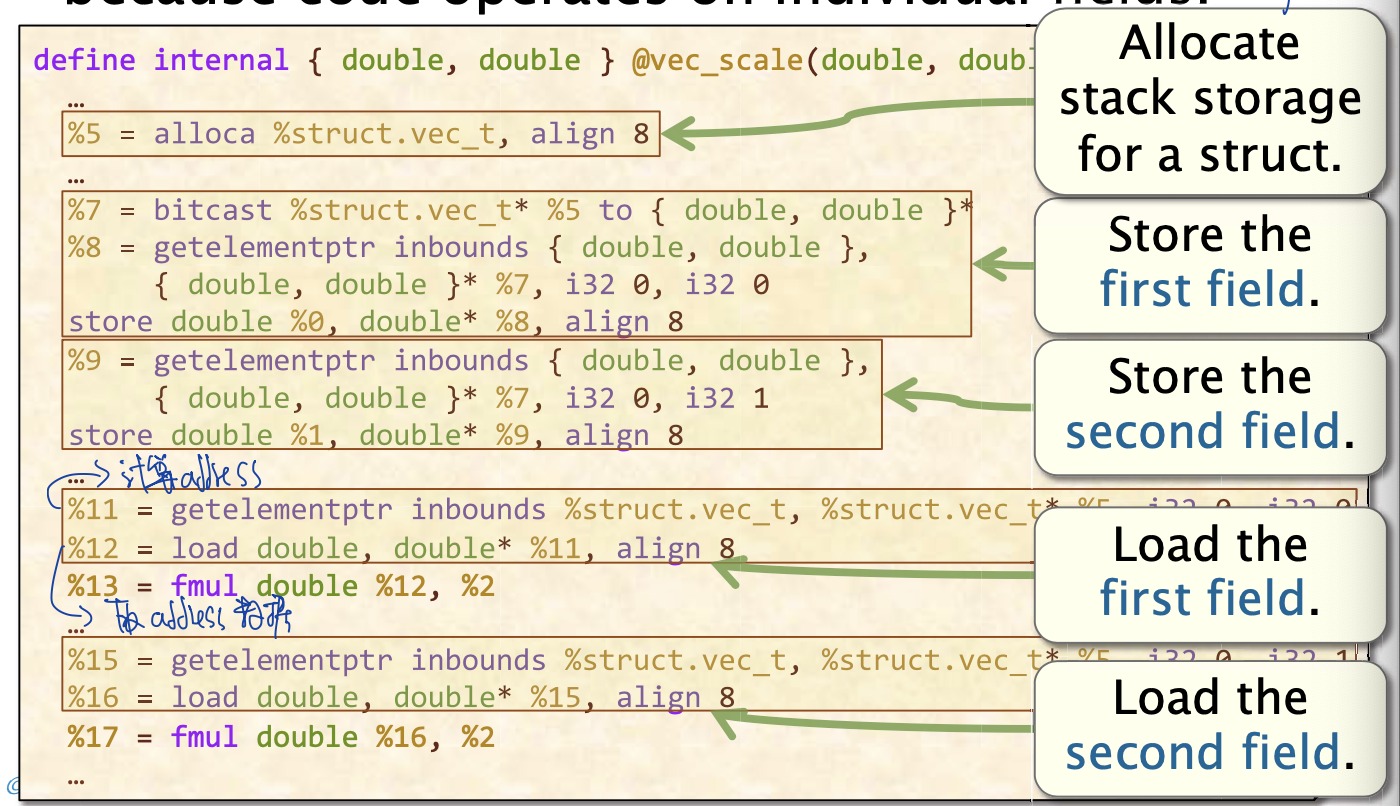 because code operates on individual fields.
define internal { double, double } @vec_scale(double, doubl
…
%5 = alloca %struct.vec_t, align 8
…
%7 = bitcast %struct.vec_t* %5 to { double, double }*
%8 = getelementptr inbounds { double, double },
{ double, double }* %7, i32 0, i32 0
store double %0, double* %8, align 8
%9 = getelementptr inbounds { double, double },
{ double, double }* %7, i32 0, i32 1
store double %1, double* %9, align 8
计算address
…
%11 = getelementptr inbounds %struct.vec_t, %struct.vec_t* %5, i32 0, i32 0
%12 = load double, double* %11, align 8
%13 = fmul double %12, %2
取address
…
%15 = getelementptr inbounds %struct.vec_t, %struct.vec_t* %5, i32 0, i32 1
%16 = load double, double* %15, align 8
%17 = fmul double %16, %2
…
©
Allocate
stack storage
for a struct.
Store the
first field.
Store the
second field.
Load the
first field.
Load the
second field.